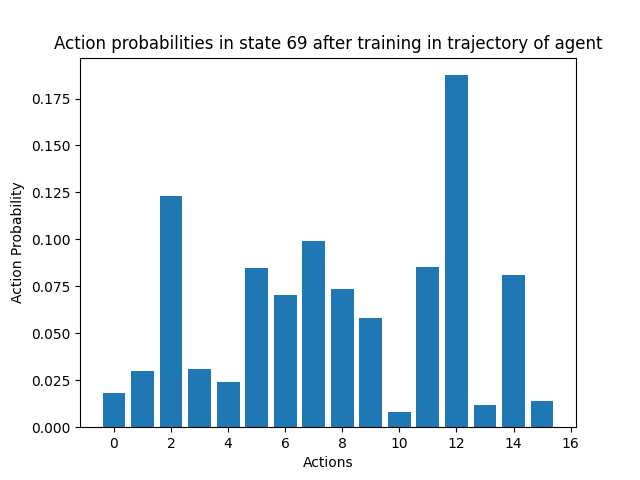 Action probabilities in state 69 after training in trajectory of agent
0.175
0.150
0.125
0.100
0.075
0.050
0.025
0.000
Action Probability
0 2 4 6 8 10 12 14 16
Actions